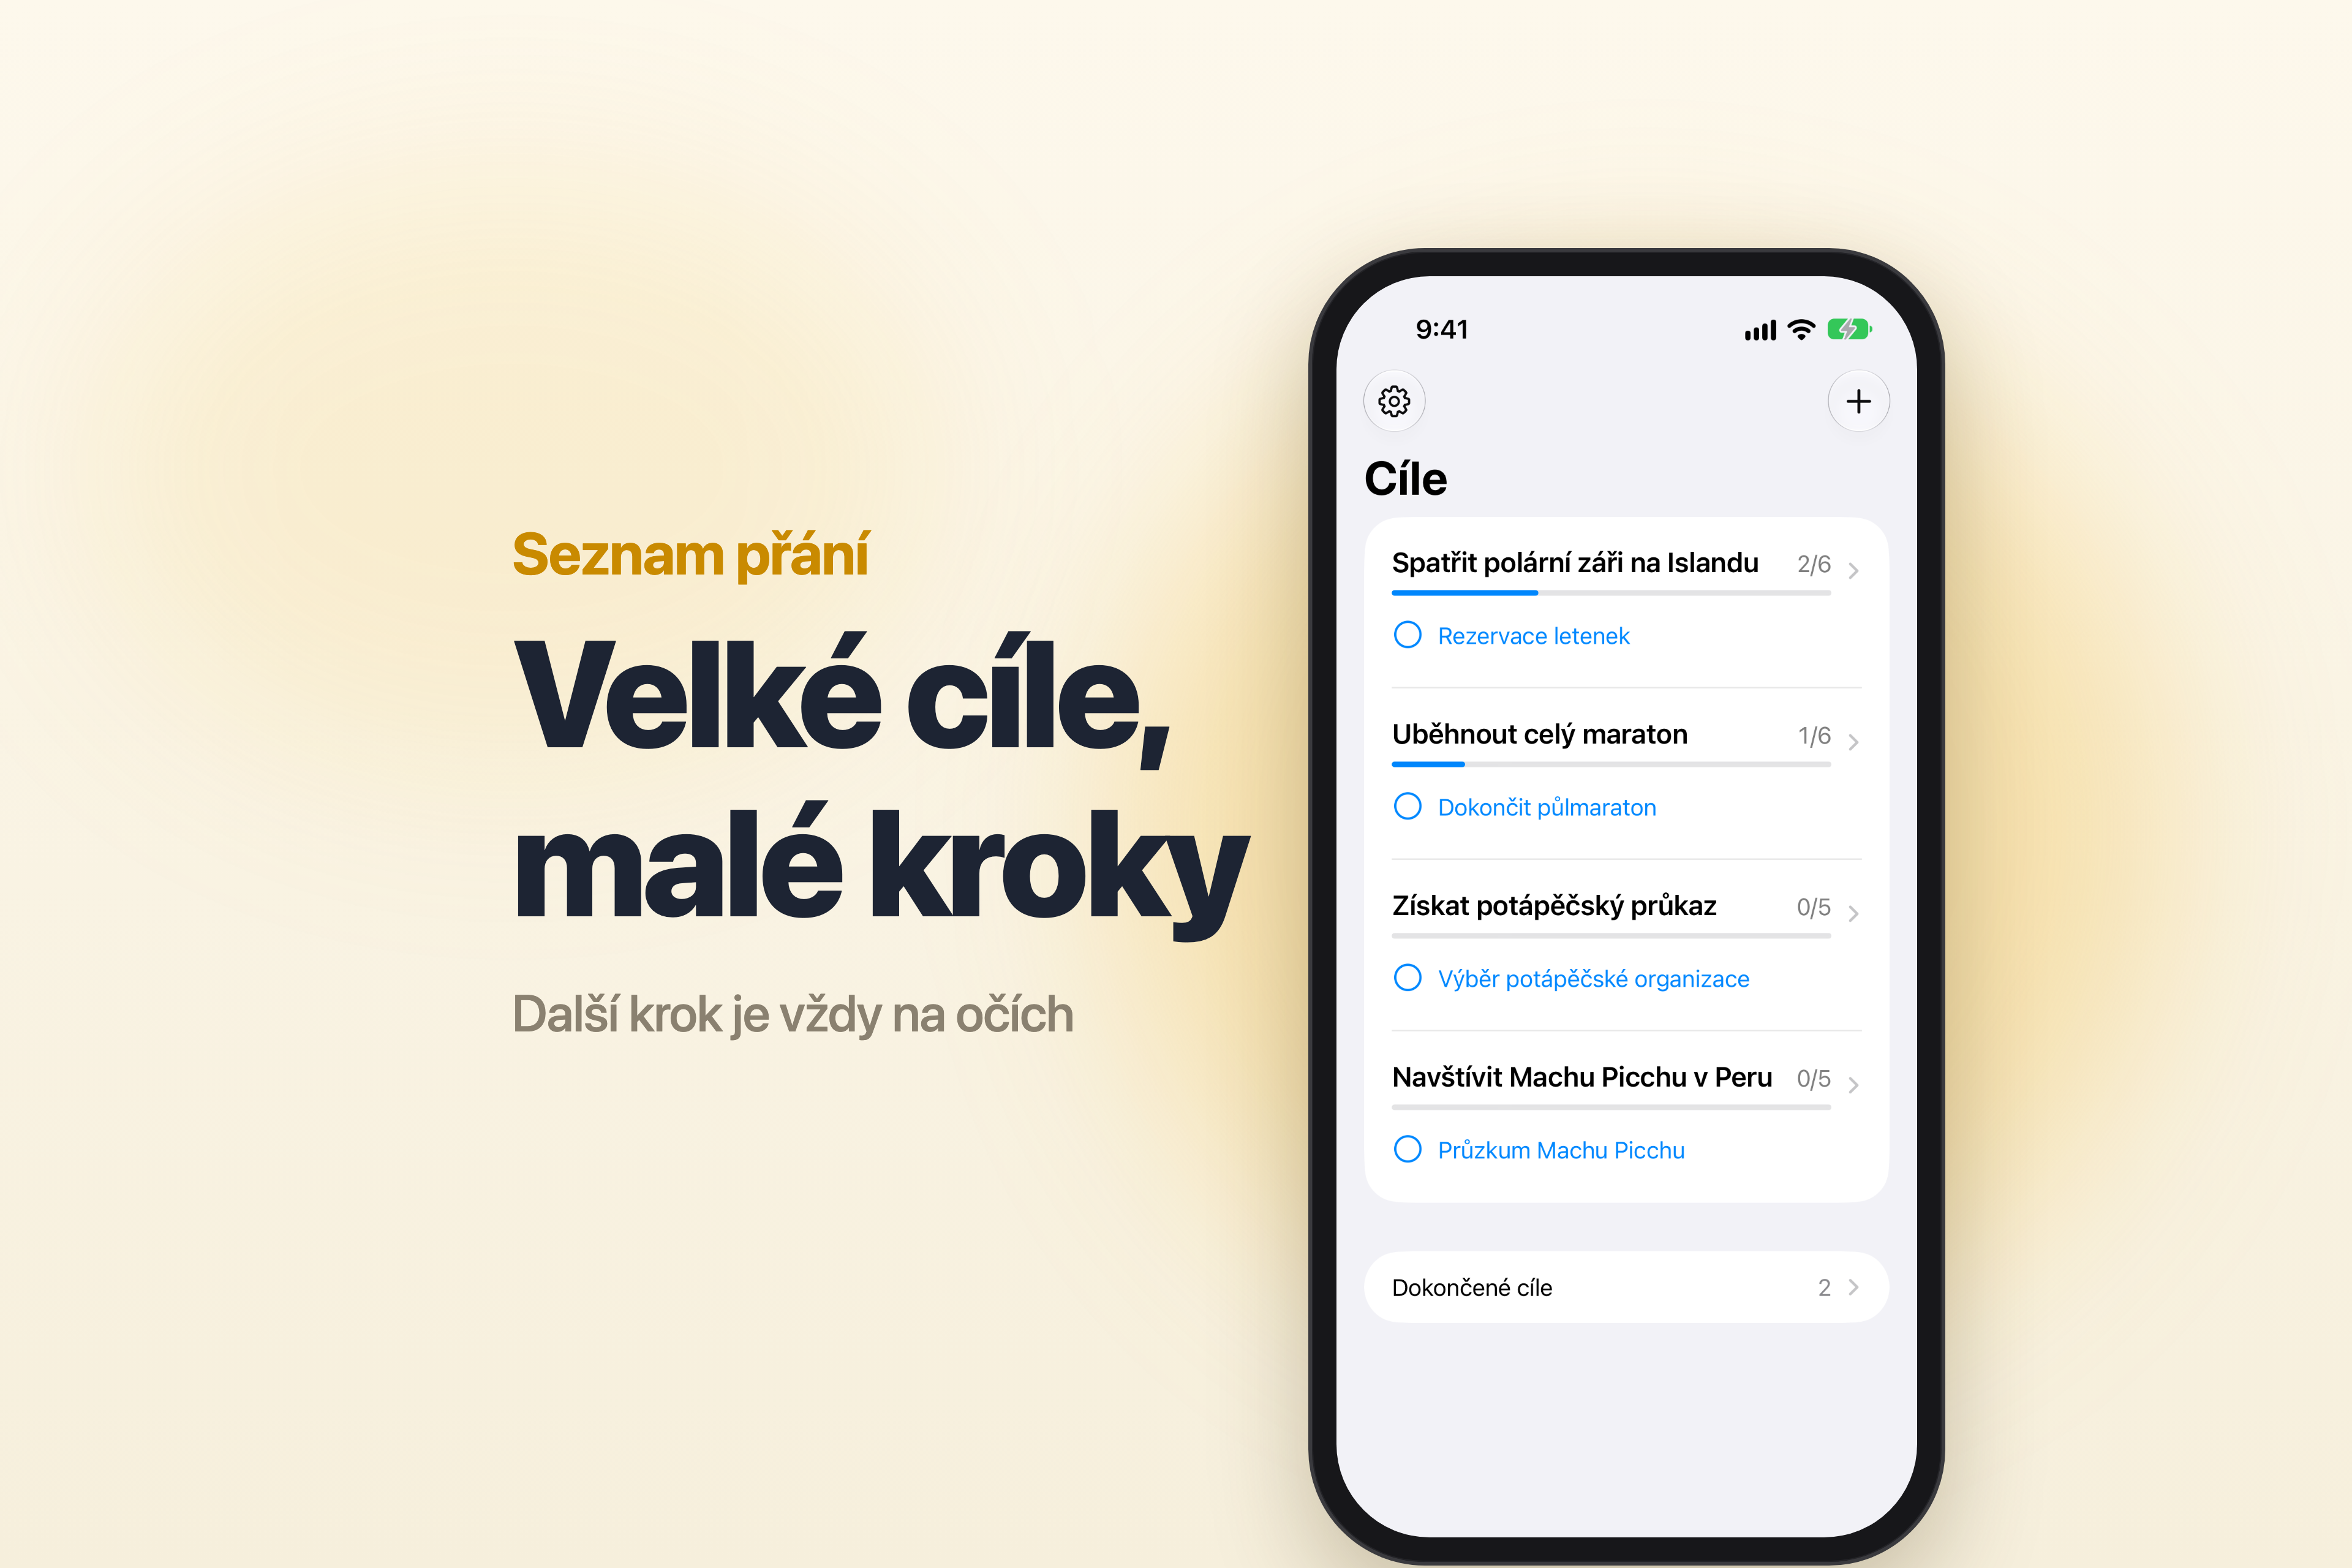 Seznam přání
Velké cíle,
malé kroky
Další krok je vždy na očích
9:41
Cíle
Spatřit polární záři na Islandu 2/6
Rezervace letenek
Uběhnout celý maraton 1/6
Dokončit půlmaraton
Získat potápěčský průkaz 0/5
Výběr potápěčské organizace
Navštívit Machu Picchu v Peru 0/5
Průzkum Machu Picchu
Dokončené cíle 2